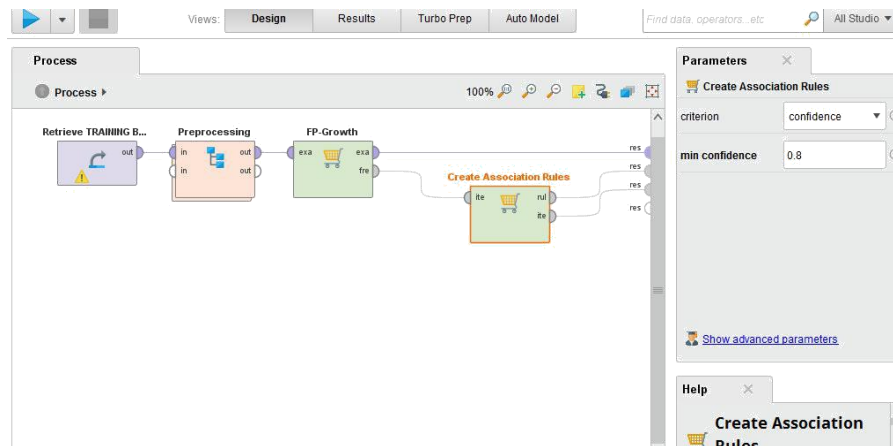 Views: Design Results Turbo Prep Auto Model Find data, operators...etc All Studio
Process Parameters
Process 100% Create Association Rules
criterion confidence
Retrieve TRAINING B... Preprocessing FP-Growth
out in out exa exa res
min confidence 0.8
in out fre res
Create Association Rules
ite rul res
ite res
Show advanced parameters
Help
Create Association
Rules